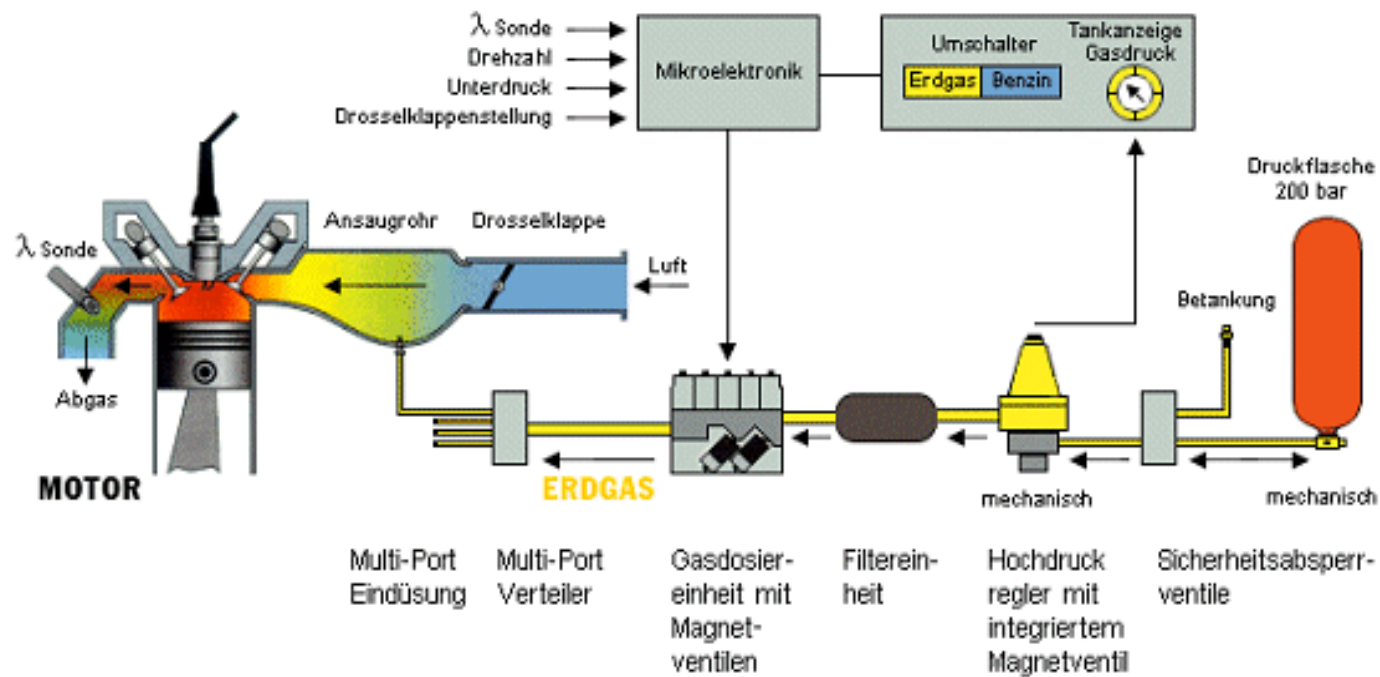 λ Sonde
Drehzahl
Unterdruck
Drosselklappenstellung
Mikroelektronik
Umschalter
Erdgas Benzin
Tankanzeige
Gasdruck
Druckflasche
200 bar
λ Sonde
Ansaugrohr
Drosselklappe
Luft
Betankung
Abgas
MOTOR
ERDGAS
mechanisch
mechanisch
Multi-Port
Eindüsung
Multi-Port
Verteiler
Gasdosier-
einheit mit
Magnet-
ventilen
Filterein-
heit
Hochdruck
regler mit
integriertem
Magnetventil
Sicherheitsabsperr-
ventile